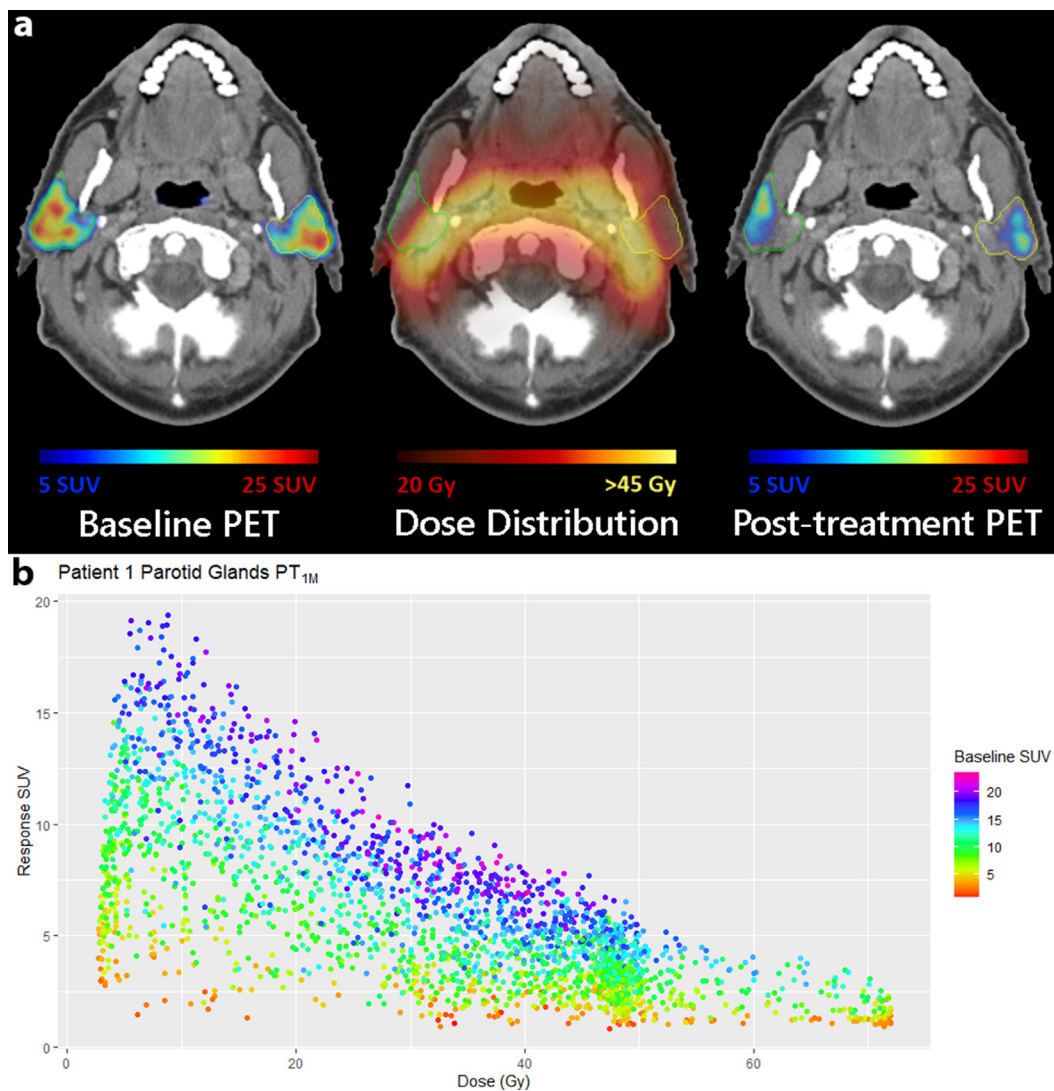 a
5 SUV 25 SUV
Baseline PET
20 Gy >45 Gy
Dose Distribution
5 SUV 25 SUV
Post-treatment PET
b Patient 1 Parotid Glands PT1M
20
15
10
5
0
Response SUV
0 20 40 60
Dose (Gy)
Baseline SUV
20
15
10
5